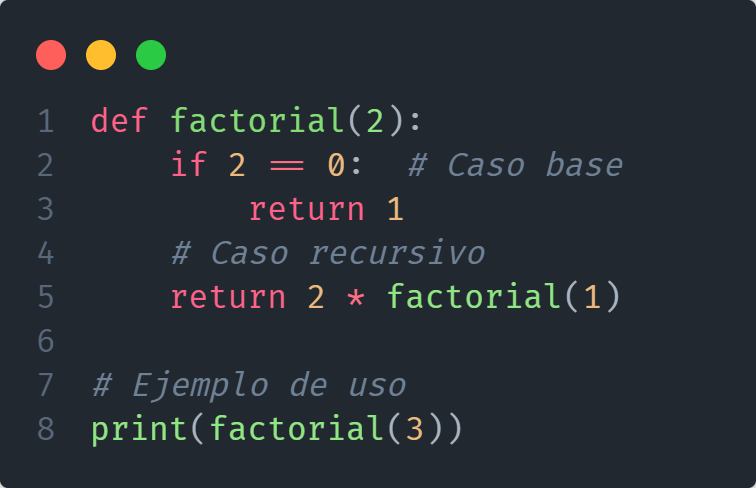 1 def factorial(2):
2     if 2 == 0:  # Caso base
3         return 1
4     # Caso recursivo
5     return 2 * factorial(1)
6
7 # Ejemplo de uso
8 print(factorial(3))